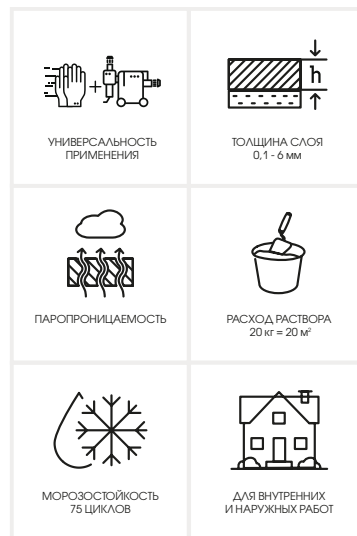 h
УНИВЕРСАЛЬНОСТЬ
ПРИМЕНЕНИЯ
ТОЛЩИНА СЛОЯ
0,1 - 6 мм
ПАРОПРОНИЦАЕМОСТЬ
РАСХОД РАСТВОРА
20 кг = 20 м²
МОРОЗОСТОЙКОСТЬ
75 ЦИКЛОВ
ДЛЯ ВНУТРЕННИХ
И НАРУЖНЫХ РАБОТ